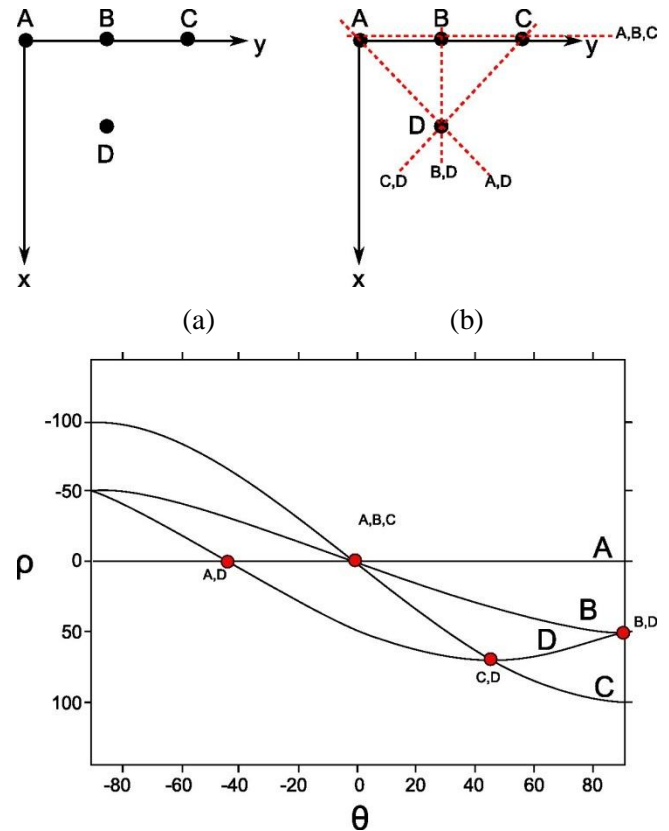 A B C y
D
x
A B C y
A,B,C
D
C,D B,D A,D
x
(a) (b)
-100
-50
0
50
100
ρ
A,B,C
A,D
A
B
B,D
D
C,D
C
-80 -60 -40 -20 0 20 40 60 80
θ